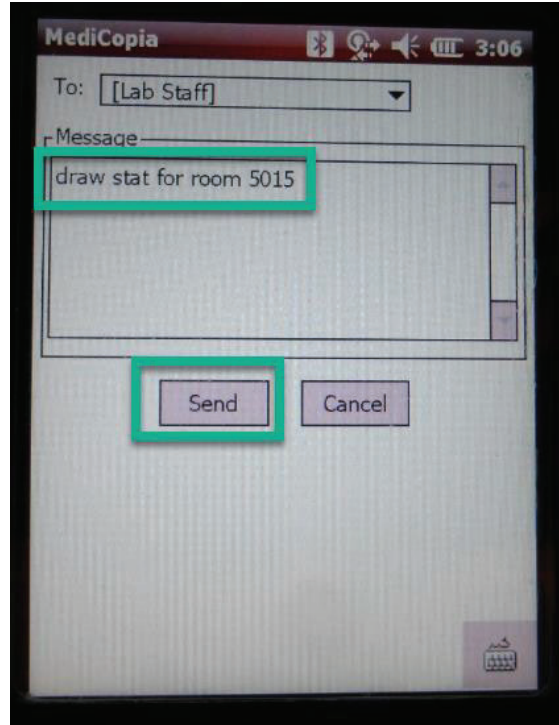 MediCopia 3:06
To: [Lab Staff]
Message
draw stat for room 5015
Send Cancel